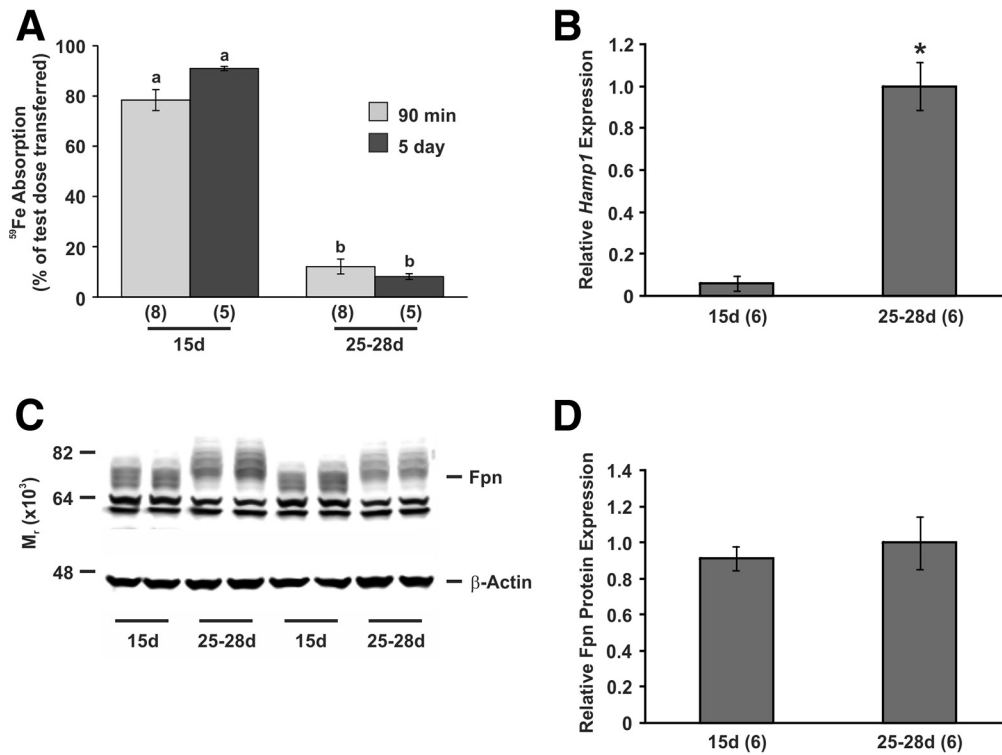 A
⁵⁹Fe Absorption
(% of test dose transferred)
100
80
60
40
20
0
a
a
b
b
90 min
5 day
(8)
(5)
(8)
(5)
15d
25-28d
B
Relative Hamp1 Expression
1.2
1.0
0.8
0.6
0.4
0.2
0
*
15d (6)
25-28d (6)
C
Mᵣ (x10³)
82
64
48
Fpn
β-Actin
15d
25-28d
15d
25-28d
D
Relative Fpn Protein Expression
1.4
1.2
1.0
0.8
0.6
0.4
0.2
0
15d (6)
25-28d (6)